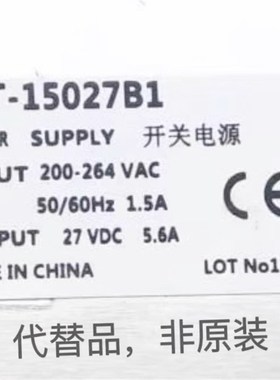 T-15027B1
ER SUPPLY 开关电源
UT 200-264 VAC
50/60Hz 1.5A
PUT 27 VDC 5.6A
E IN CHINA LOT No1
CE
代替品，非原装